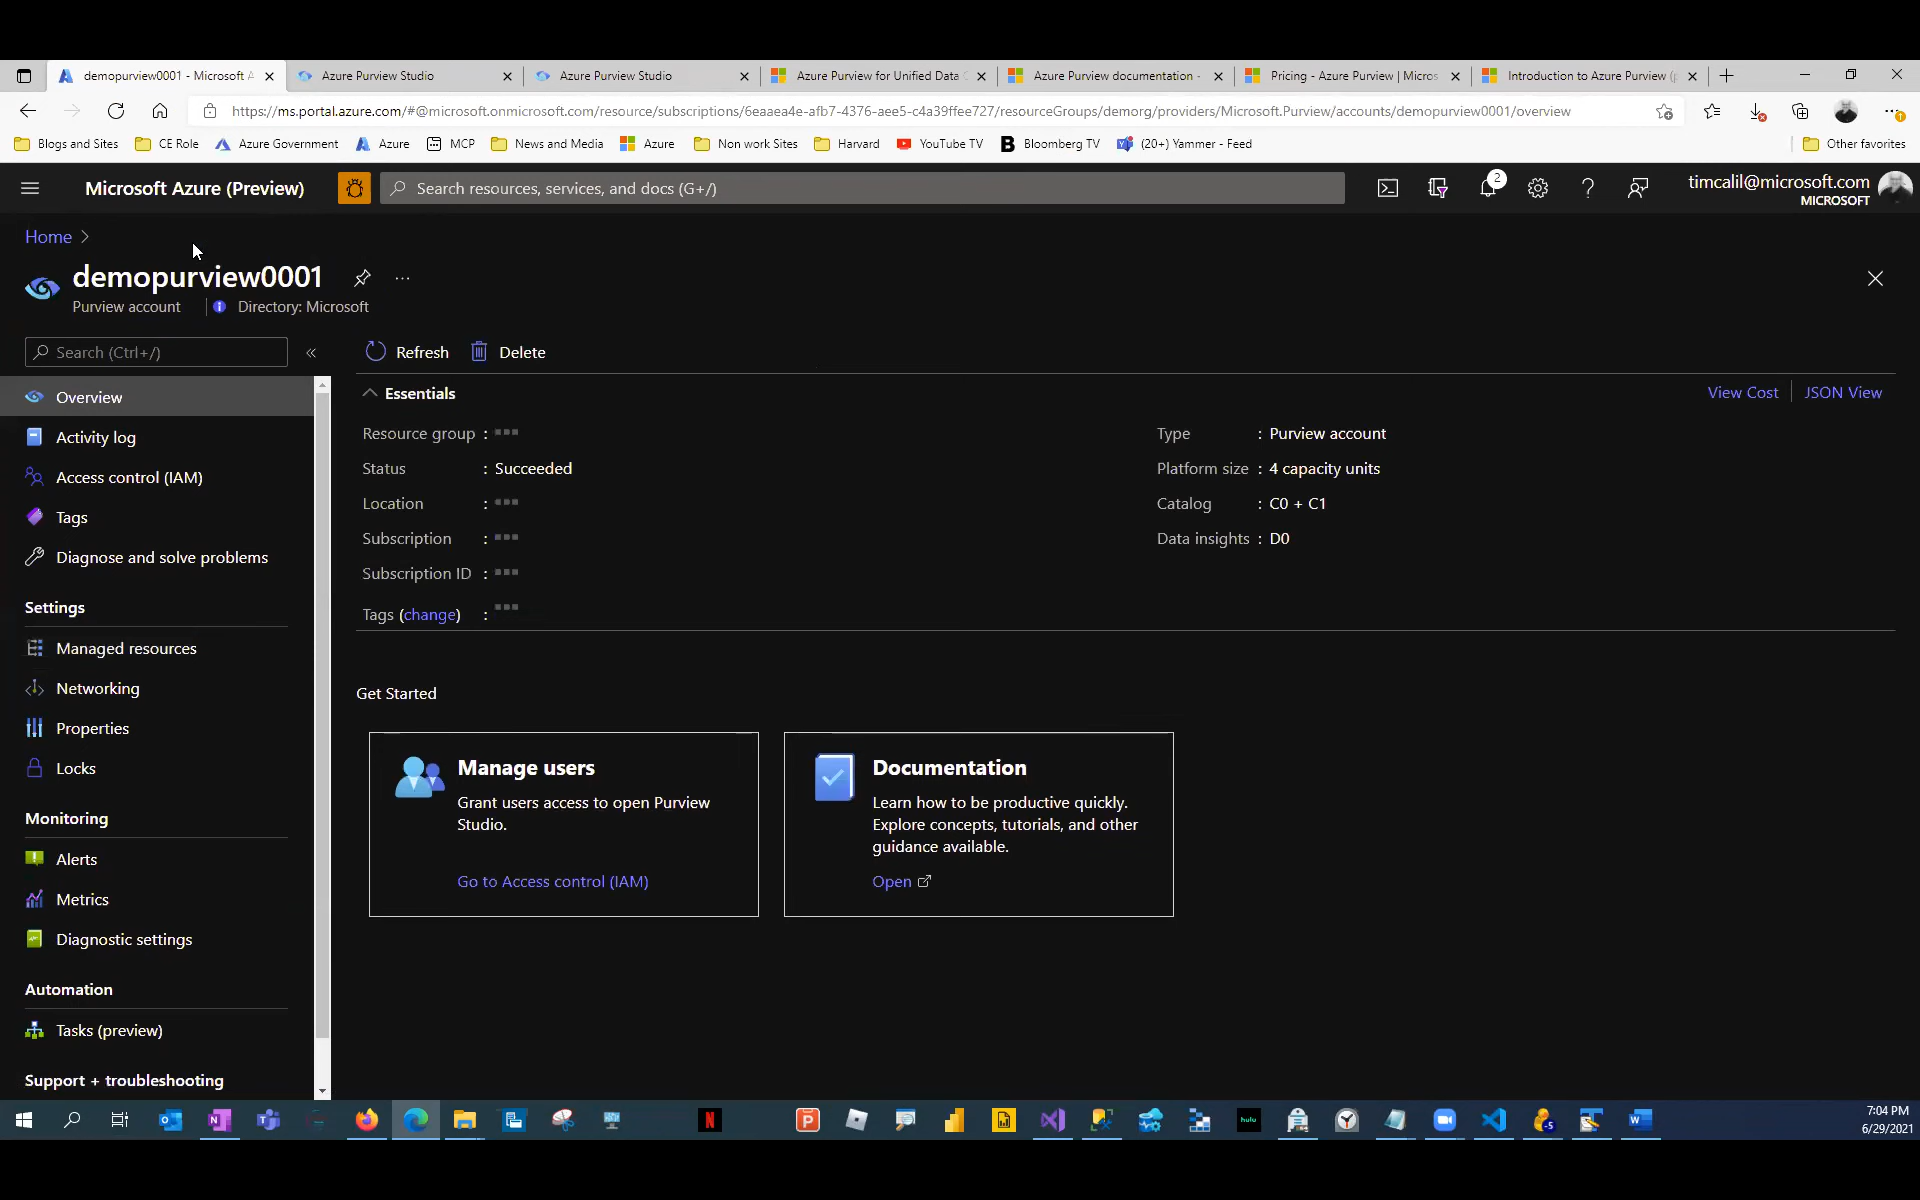 demopurview0001 - Microsoft A
Azure Purview Studio
Azure Purview Studio
Azure Purview for Unified Data G
Azure Purview documentation -
Pricing - Azure Purview | Micros
Introduction to Azure Purview (p
https://ms.portal.azure.com/#@microsoft.onmicrosoft.com/resource/subscriptions/6eaaea4e-afb7-4376-aee5-c4a39ffee727/resourceGroups/demorg/providers/Microsoft.Purview/accounts/demopurview0001/overview
Blogs and Sites
CE Role
Azure Government
Azure
MCP
News and Media
Azure
Non work Sites
Harvard
YouTube TV
Bloomberg TV
(20+) Yammer - Feed
Other favorites
Microsoft Azure (Preview)
Search resources, services, and docs (G+/)
2
timcalil@microsoft.com
MICROSOFT
Home >
demopurview0001
Purview account
Directory: Microsoft
Search (Ctrl+/)
«
Refresh
Delete
Essentials
View Cost
JSON View
Overview
Activity log
Access control (IAM)
Tags
Diagnose and solve problems
Settings
Managed resources
Networking
Properties
Locks
Monitoring
Alerts
Metrics
Diagnostic settings
Automation
Tasks (preview)
Support + troubleshooting
Resource group :
Status : Succeeded
Location :
Subscription :
Subscription ID :
Tags (change) :
Type : Purview account
Platform size : 4 capacity units
Catalog : C0 + C1
Data insights : D0
Get Started
Manage users
Grant users access to open Purview
Studio.
Go to Access control (IAM)
Documentation
Learn how to be productive quickly.
Explore concepts, tutorials, and other
guidance available.
Open
hulu
-5
7:04 PM
6/29/2021